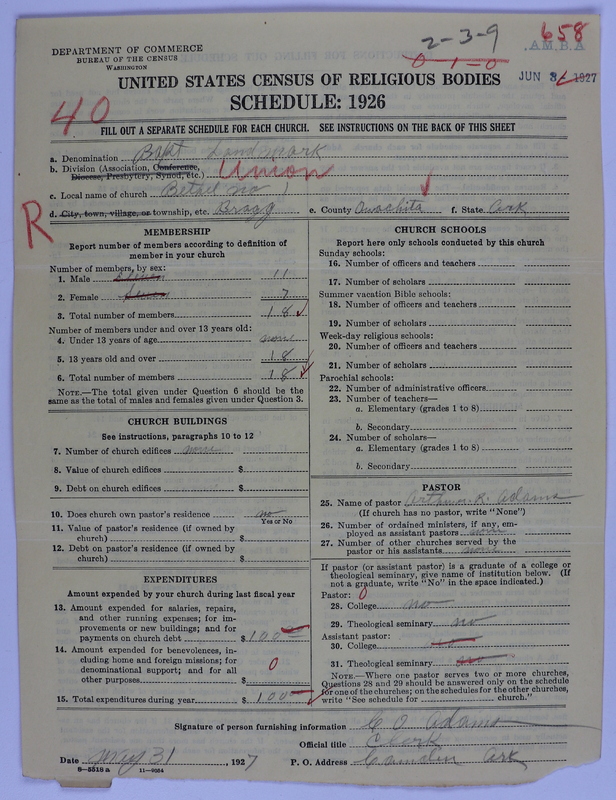 658
2-3-9
0-1-0
A.M.B.A
DEPARTMENT OF COMMERCE
BUREAU OF THE CENSUS
WASHINGTON
JUN 3 1927
UNITED STATES CENSUS OF RELIGIOUS BODIES
SCHEDULE: 1926
40
FILL OUT A SEPARATE SCHEDULE FOR EACH CHURCH. SEE INSTRUCTIONS ON THE BACK OF THIS SHEET
a. Denomination Bapt Landmark
b. Division (Association, Conference, Diocese, Presbytery, Synod, etc.) Union
c. Local name of church Bethel No 1
d. City, town, village, or township, etc. Bragg e. County Ouachita f. State Ark
R
MEMBERSHIP
Report number of members according to definition of
member in your church
Number of members, by sex:
1. Male 11
2. Female 7
3. Total number of members 18
Number of members under and over 13 years old:
4. Under 13 years of age none
5. 13 years old and over 18
6. Total number of members 18
NOTE.—The total given under Question 6 should be the
same as the total of males and females given under Question 3.
CHURCH BUILDINGS
See instructions, paragraphs 10 to 12
7. Number of church edifices none
8. Value of church edifices $
9. Debt on church edifices $
10. Does church own pastor's residence no
Yes or No
11. Value of pastor's residence (if owned by
church) $
12. Debt on pastor's residence (if owned by
church) $
EXPENDITURES
Amount expended by your church during last fiscal year
13. Amount expended for salaries, repairs,
and other running expenses; for im-
provements or new buildings; and for
payments on church debt $ 100
14. Amount expended for benevolences, in-
cluding home and foreign missions; for
denominational support; and for all
other purposes $ 0
15. Total expenditures during year $ 100
CHURCH SCHOOLS
Report here only schools conducted by this church
Sunday schools:
16. Number of officers and teachers
17. Number of scholars
Summer vacation Bible schools:
18. Number of officers and teachers
19. Number of scholars
Week-day religious schools:
20. Number of officers and teachers
21. Number of scholars
Parochial schools:
22. Number of administrative officers
23. Number of teachers—
a. Elementary (grades 1 to 8)
b. Secondary
24. Number of scholars—
a. Elementary (grades 1 to 8)
b. Secondary
PASTOR
25. Name of pastor Arthur R. Adams
(If church has no pastor, write "None")
26. Number of ordained ministers, if any, em-
ployed as assistant pastors none
27. Number of other churches served by the
pastor or his assistants none
If pastor (or assistant pastor) is a graduate of a college or
theological seminary, give name of institution below. (If
not a graduate, write "No" in the space indicated.)
Pastor: 0
28. College no
29. Theological seminary no
Assistant pastor:
30. College no
31. Theological seminary no
NOTE.—Where one pastor serves two or more churches,
Questions 28 and 29 should be answered only on the schedule
for one of the churches; on the schedules for the other churches,
write "See schedule for church."
Signature of person furnishing information C. O. Adams
Official title Clerk
Date May 31, 1927 P. O. Address Camden Ark
8—5518 a 11—9604